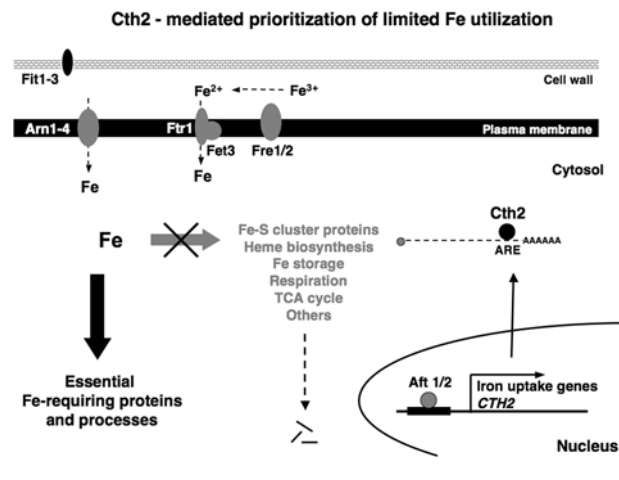 Cth2 - mediated prioritization of limited Fe utilization
Fit1-3
Cell wall
Fe2+
Fe3+
Arn1-4
Ftr1
Plasma membrane
Fet3
Fre1/2
Fe
Fe
Cytosol
Cth2
Fe
Fe-S cluster proteins
Heme biosynthesis
Fe storage
Respiration
TCA cycle
Others
ARE
AAAAAA
Essential
Fe-requiring proteins
and processes
Aft 1/2
Iron uptake genes
CTH2
Nucleus